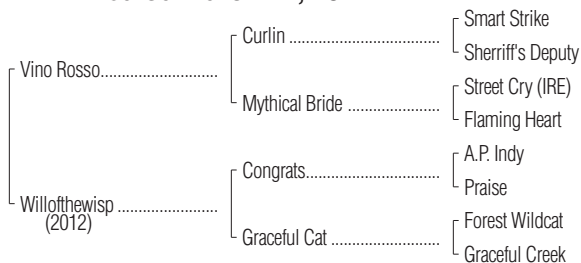 Smart Strike
Curlin
Sherriff's Deputy
Vino Rosso
Street Cry (IRE)
Mythical Bride
Flaming Heart
A.P. Indy
Congrats
Praise
Willofthewisp
(2012)
Forest Wildcat
Graceful Cat
Graceful Creek